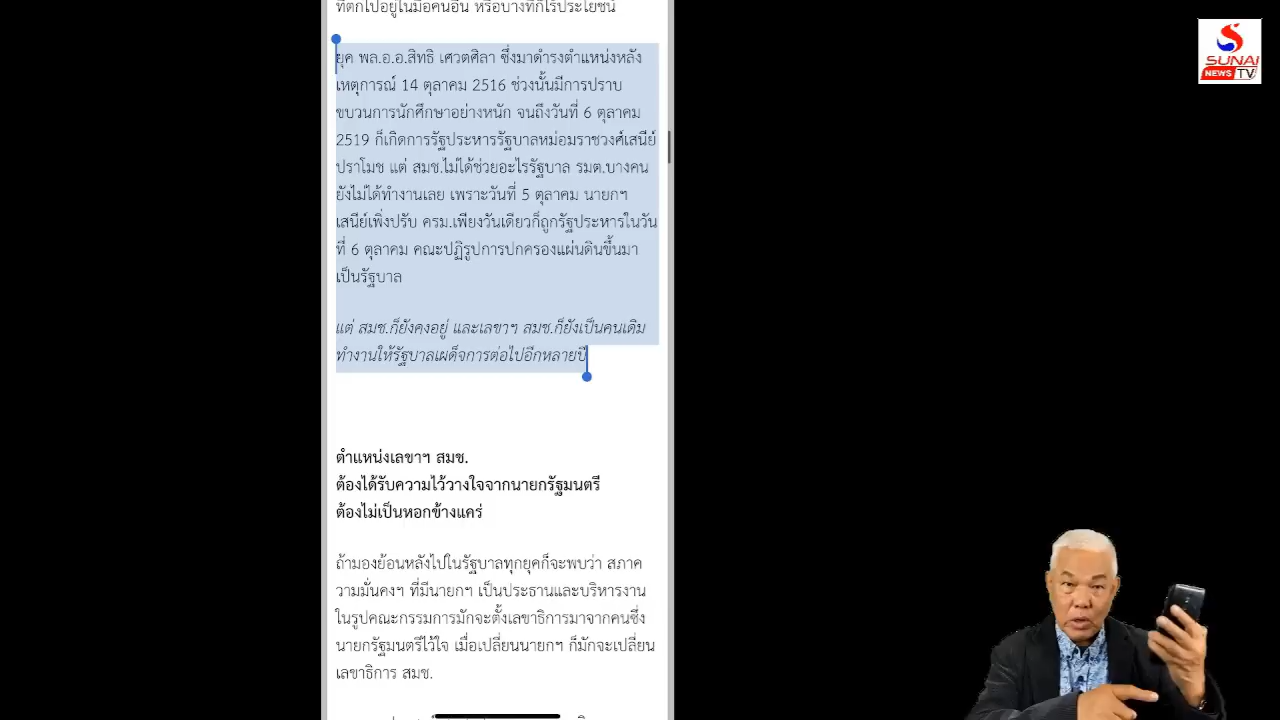 ที่ตกไปอยู่ในมือคนอื่น หรือบางที่ก็ไร้ประโยชน์
ยุค พล.อ.อ.สิทธิ เศวตศิลา ซึ่งมาดำรงตำแหน่งหลัง
เหตุการณ์ 14 ตุลาคม 2516 ช่วงนั้นมีการปราบ
ขบวนการนักศึกษาอย่างหนัก จนถึงวันที่ 6 ตุลาคม
2519 ก็เกิดการรัฐประหารรัฐบาลหม่อมราชวงศ์เสนีย์
ปราโมช แต่ สมช.ไม่ได้ช่วยอะไรรัฐบาล รมต.บางคน
ยังไม่ได้ทำงานเลย เพราะวันที่ 5 ตุลาคม นายกฯ
เสนีย์เพิ่งปรับ ครม.เพียงวันเดียวก็ถูกรัฐประหารในวัน
ที่ 6 ตุลาคม คณะปฏิรูปการปกครองแผ่นดินขึ้นมา
เป็นรัฐบาล
แต่ สมช.ก็ยังคงอยู่ และเลขาฯ สมช.ก็ยังเป็นคนเดิม
ทำงานให้รัฐบาลเผด็จการต่อไปอีกหลายปี
ตำแหน่งเลขาฯ สมช.
ต้องได้รับความไว้วางใจจากนายกรัฐมนตรี
ต้องไม่เป็นหอกข้างแคร่
ถ้ามองย้อนหลังไปในรัฐบาลทุกยุคก็จะพบว่า สภาค
วามมั่นคงฯ ที่มีนายกฯ เป็นประธานและบริหารงาน
ในรูปคณะกรรมการมักจะตั้งเลขาธิการมาจากคนซึ่ง
นายกรัฐมนตรีไว้ใจ เมื่อเปลี่ยนนายกฯ ก็มักจะเปลี่ยน
เลขาธิการ สมช.
SUNAI
NEWS TV